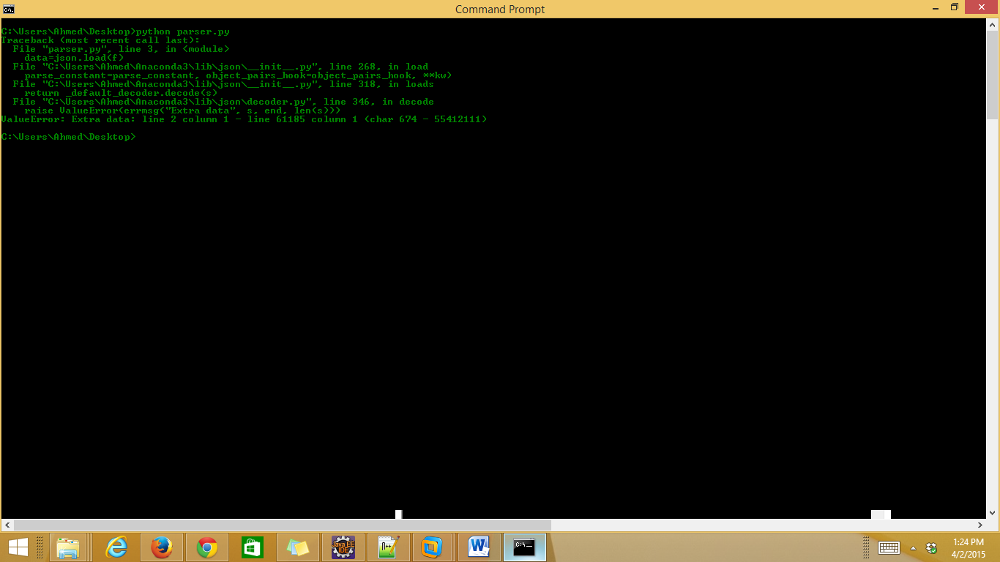 Command Prompt
C:\Users\Ahmed\Desktop>python parser.py
Traceback (most recent call last):
  File "parser.py", line 3, in <module>
    data=json.load(f)
  File "C:\Users\Ahmed\Anaconda3\lib\json\__init__.py", line 268, in load
    parse_constant=parse_constant, object_pairs_hook=object_pairs_hook, **kw)
  File "C:\Users\Ahmed\Anaconda3\lib\json\__init__.py", line 318, in loads
    return _default_decoder.decode(s)
  File "C:\Users\Ahmed\Anaconda3\lib\json\decoder.py", line 346, in decode
    raise ValueError(errmsg("Extra data", s, end, len(s)))
ValueError: Extra data: line 2 column 1 - line 61185 column 1 (char 674 - 55412111)
C:\Users\Ahmed\Desktop>
Java EE
IDE
1:24 PM
4/2/2015